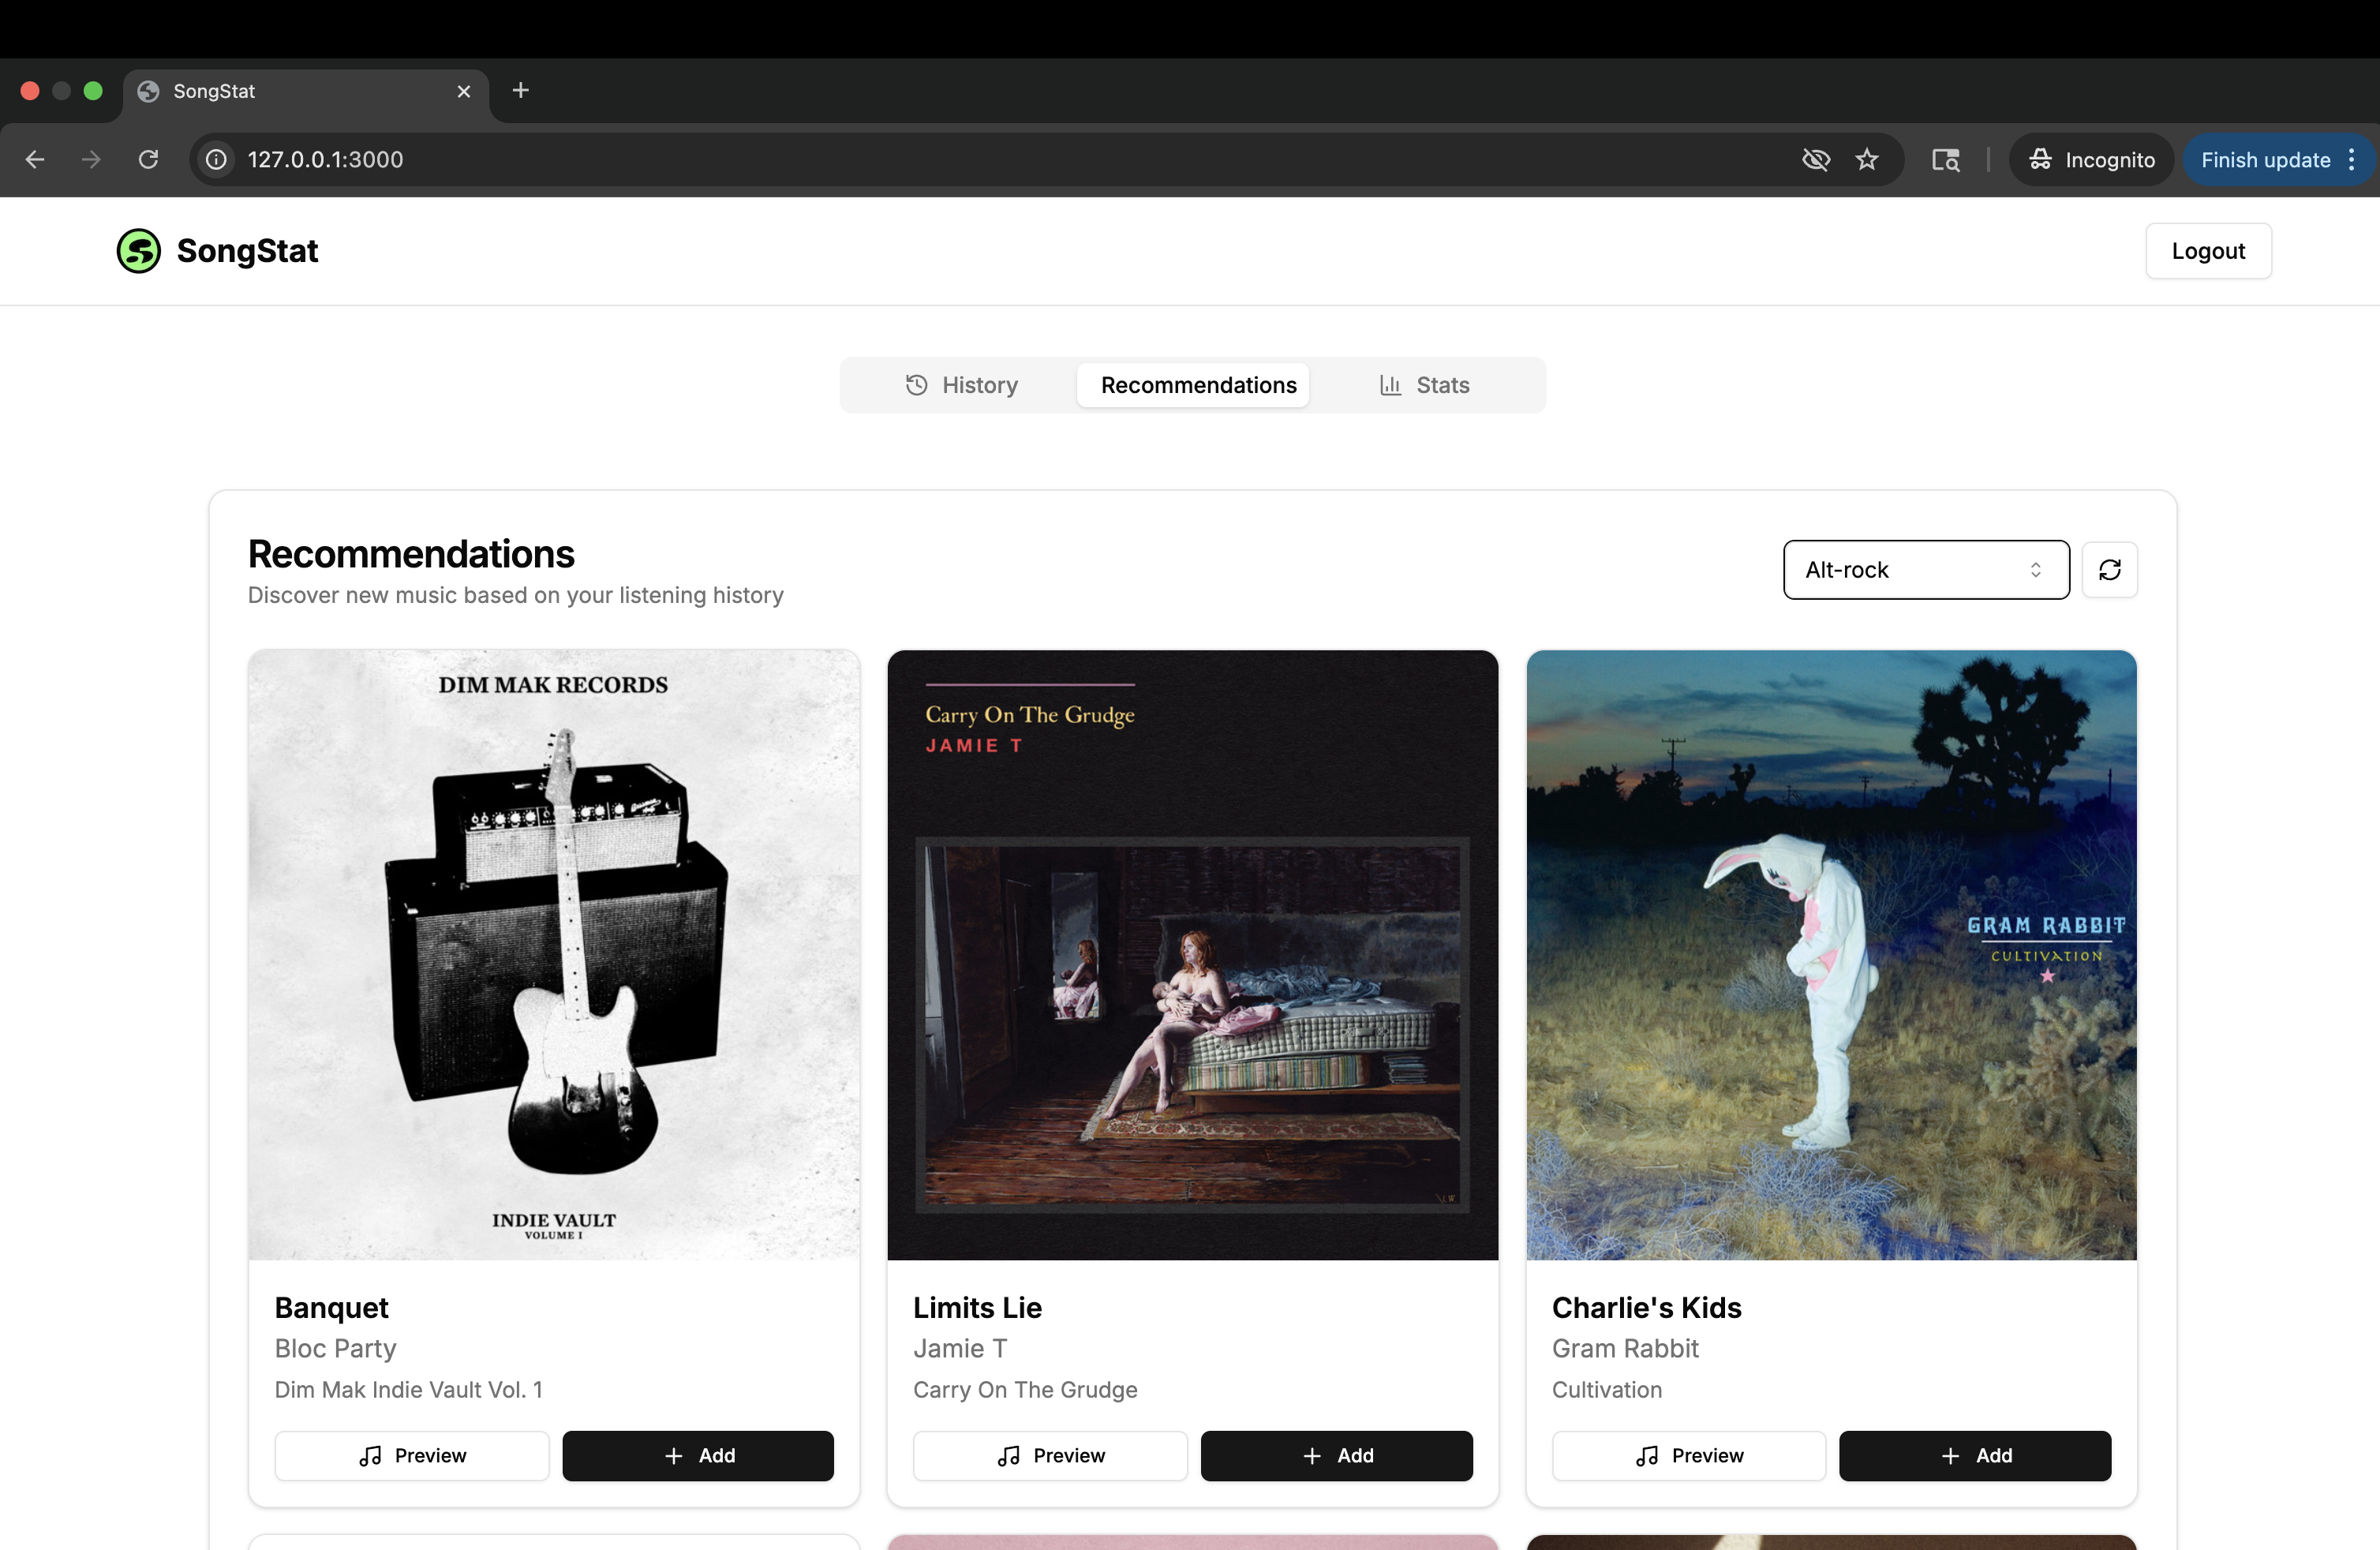 SongStat
127.0.0.1:3000
Incognito
Finish update
SongStat
Logout
History
Recommendations
Stats
Recommendations
Discover new music based on your listening history
Alt-rock
DIM MAK RECORDS
INDIE VAULT
VOLUME I
Banquet
Bloc Party
Dim Mak Indie Vault Vol. 1
Preview
Add
Carry On The Grudge
JAMIE T
Limits Lie
Jamie T
Carry On The Grudge
Preview
Add
GRAM RABBIT
CULTIVATION
Charlie's Kids
Gram Rabbit
Cultivation
Preview
Add